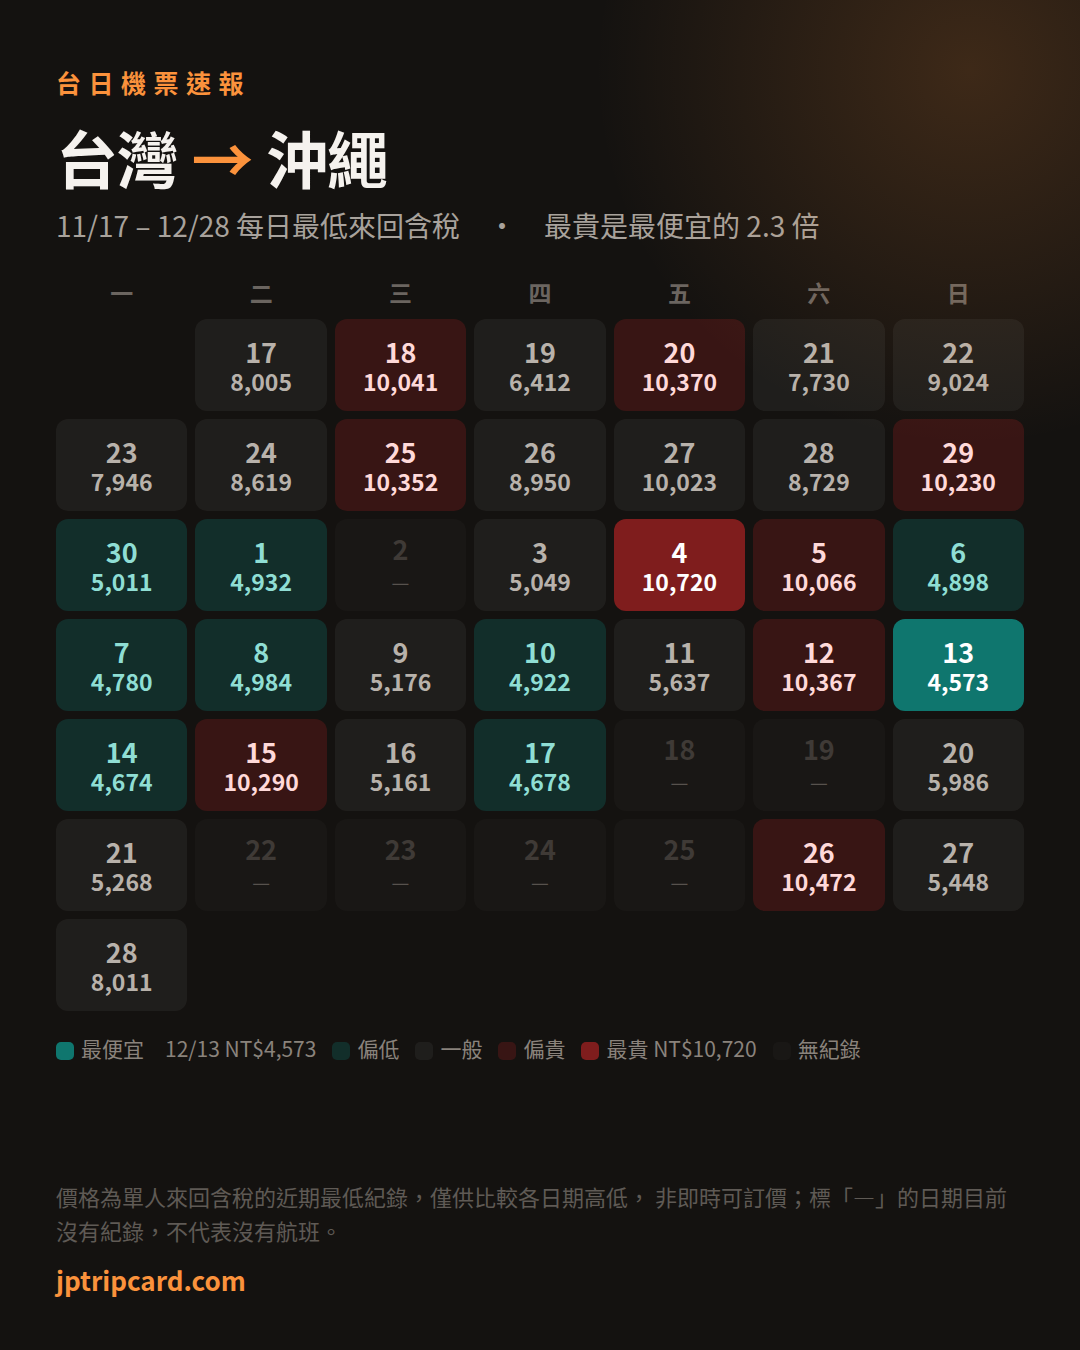 台日機票速報
台灣 → 沖繩
11/17 – 12/28 每日最低來回含稅 · 最貴是最便宜的 2.3 倍
一 二 三 四 五 六 日
17 18 19 20 21 22
8,005 10,041 6,412 10,370 7,730 9,024
23 24 25 26 27 28 29
7,946 8,619 10,352 8,950 10,023 8,729 10,230
30 1 2 3 4 5 6
5,011 4,932 — 5,049 10,720 10,066 4,898
7 8 9 10 11 12 13
4,780 4,984 5,176 4,922 5,637 10,367 4,573
14 15 16 17 18 19 20
4,674 10,290 5,161 4,678 — — 5,986
21 22 23 24 25 26 27
5,268 — — — — 10,472 5,448
28
8,011
最便宜 12/13 NT$4,573 偏低 一般 偏貴 最貴 NT$10,720 無紀錄
價格為單人來回含稅的近期最低紀錄，僅供比較各日期高低， 非即時可訂價；標「—」的日期目前
沒有紀錄，不代表沒有航班。
jptripcard.com